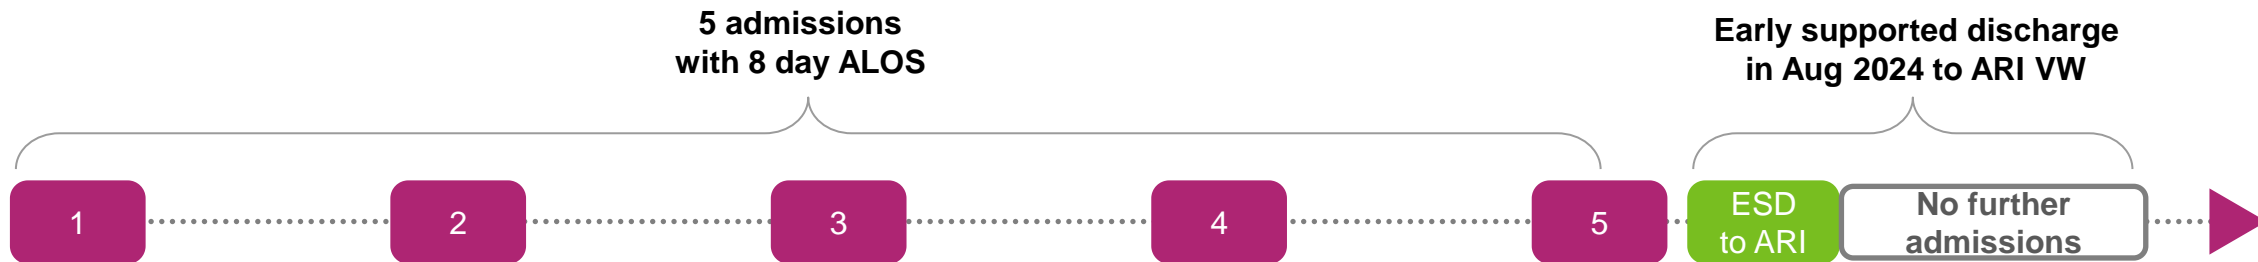 5 admissions
with 8 day ALOS
Early supported discharge
in Aug 2024 to ARI VW
1
2
3
4
5
ESD
to ARI
No further
admissions